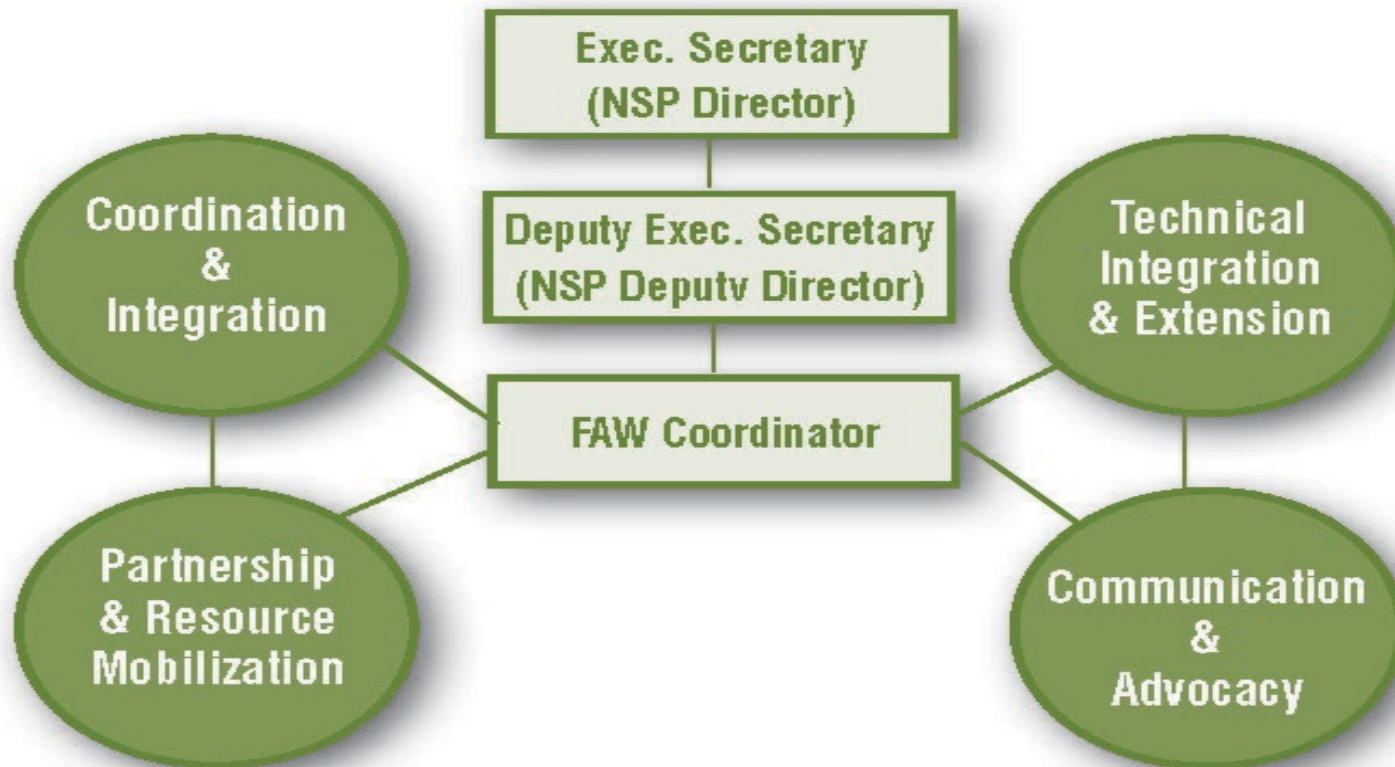 Exec. Secretary
(NSP Director)
Deputy Exec. Secretary
(NSP Deputv Director)
FAW Coordinator
Coordination
&
Integration
Partnership
& Resource
Mobilization
Technical
Integration
& Extension
Communication
&
Advocacy